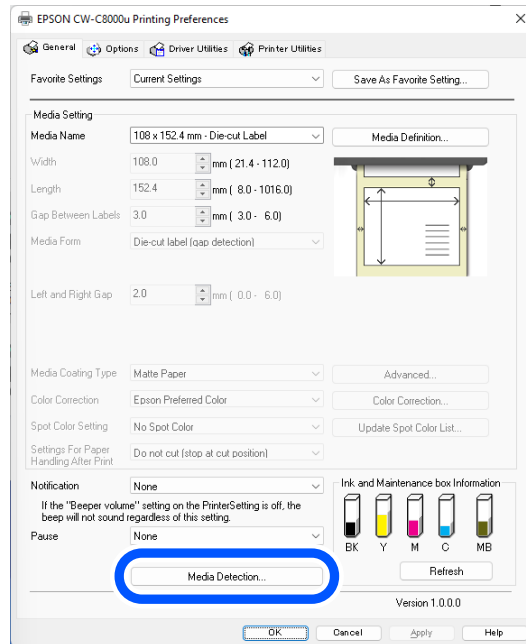 EPSON CW-C8000u Printing Preferences
General Options Driver Utilities Printer Utilities
Favorite Settings Current Settings Save As Favorite Setting...
Media Setting
Media Name 108 x 152.4 mm - Die-cut Label Media Definition...
Width 108.0 mm ( 21.4 - 112.0)
Length 152.4 mm ( 8.0 - 1016.0)
Gap Between Labels 3.0 mm ( 3.0 - 6.0)
Media Form Die-cut label (gap detection)
Left and Right Gap 2.0 mm ( 0.0 - 6.0)
Media Coating Type Matte Paper Advanced...
Color Correction Epson Preferred Color Color Correction...
Spot Color Setting No Spot Color Update Spot Color List...
Settings For Paper
Handling After Print Do not cut (stop at cut position)
Notification None
If the "Beeper volume" setting on the PrinterSetting is off, the
beep will not sound regardless of this setting.
Pause None
Ink and Maintenance box Information
BK Y M C MB
Media Detection... Refresh
Version 1.0.0.0
OK Cancel Apply Help